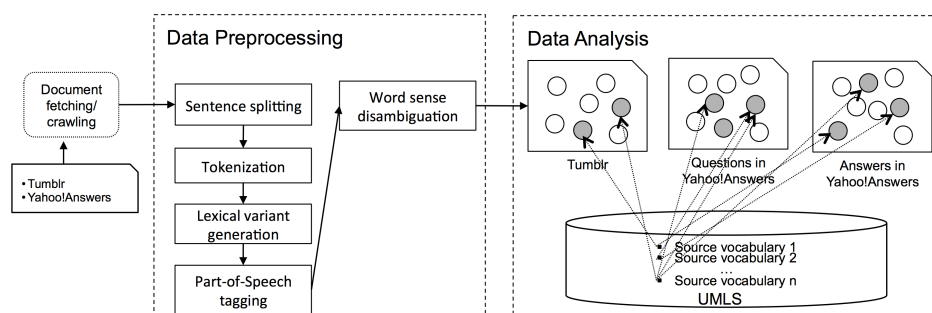 Data Preprocessing
Data Analysis
Document
fetching/
crawling
• Tumblr
• Yahoo!Answers
Sentence splitting
Tokenization
Lexical variant
generation
Part-of-Speech
tagging
Word sense
disambiguation
Tumblr
Questions in
Yahoo!Answers
Answers in
Yahoo!Answers
Source vocabulary 1
Source vocabulary 2
...
Source vocabulary n
UMLS